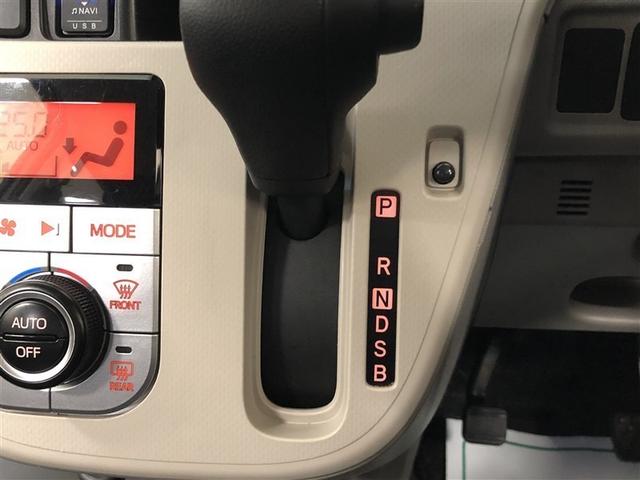 ♫NAVI
USB
25.0
AUTO
MODE
FRONT
AUTO
OFF
REAR
P
R
N
D
S
B